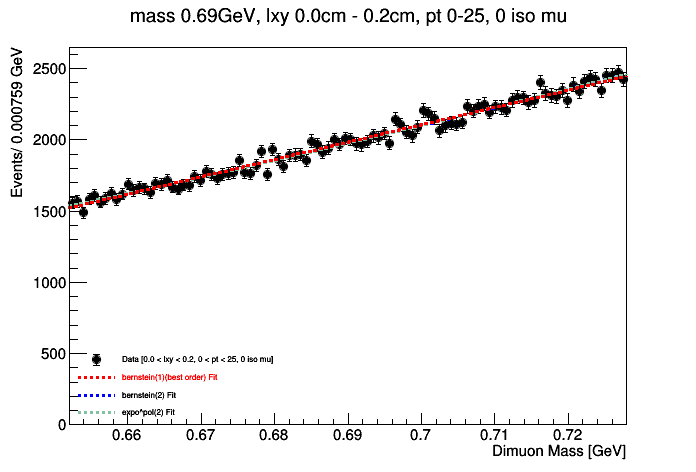 mass 0.69GeV, lxy 0.0cm - 0.2cm, pt 0-25, 0 iso mu
Events/ 0.000759 GeV
2500
2000
1500
1000
500
0
Data [0.0 < lxy < 0.2, 0 < pt < 25, 0 iso mu]
bernstein(1)(best order) Fit
bernstein(2) Fit
expo^pol(2) Fit
0.66 0.67 0.68 0.69 0.7 0.71 0.72
Dimuon Mass [GeV]